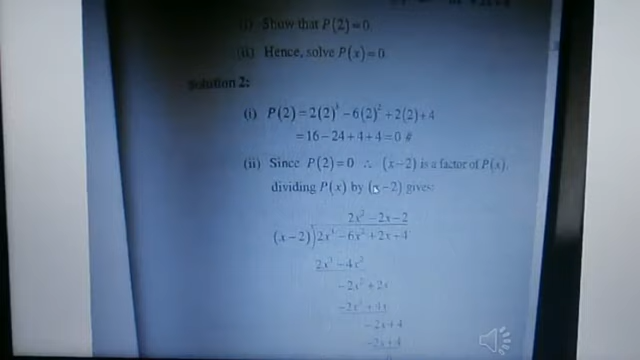 (i) Show that P(2)=0.
(ii) Hence, solve P(x)=0.
Solution 2:
(i) P(2)=2(2)³−6(2)²+2(2)+4
=16−24+4+4=0 #
(ii) Since P(2)=0 ∴ (x−2) is a factor of P(x),
dividing P(x) by (x−2) gives:
2x²−2x−2
(x−2) 2x³−6x²+2x+4
2x³−4x²
−2x²+2x
−2x²+4x
−2x+4
−2x+4
0